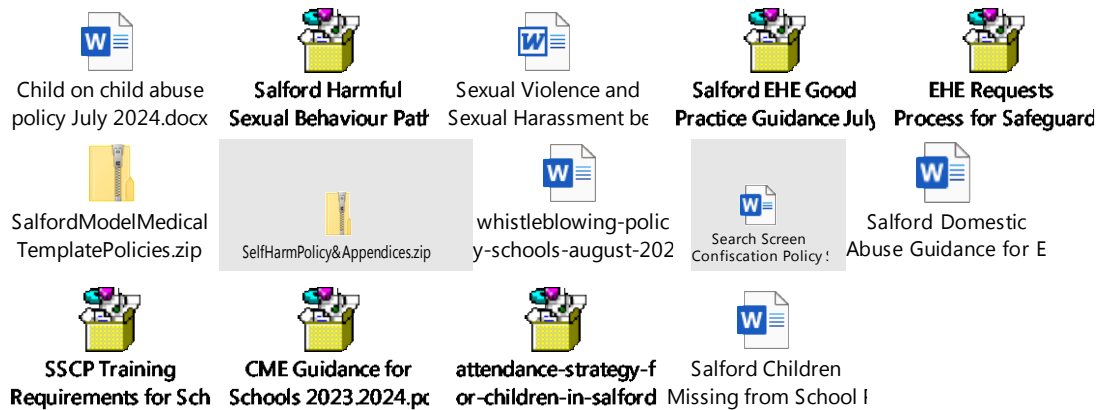 Child on child abuse
policy July 2024.docx
Salford Harmful
Sexual Behaviour Path
Sexual Violence and
Sexual Harassment be
Salford EHE Good
Practice Guidance July
EHE Requests
Process for Safeguard
SalfordModelMedical
TemplatePolicies.zip
SelfHarmPolicy&Appendices.zip
whistleblowing-polic
y-schools-august-202
Search Screen
Confiscation Policy
Salford Domestic
Abuse Guidance for E
SSCP Training
Requirements for Sch
CME Guidance for
Schools 2023.2024.pd
attendance-strategy-f
or-children-in-salford
Salford Children
Missing from School